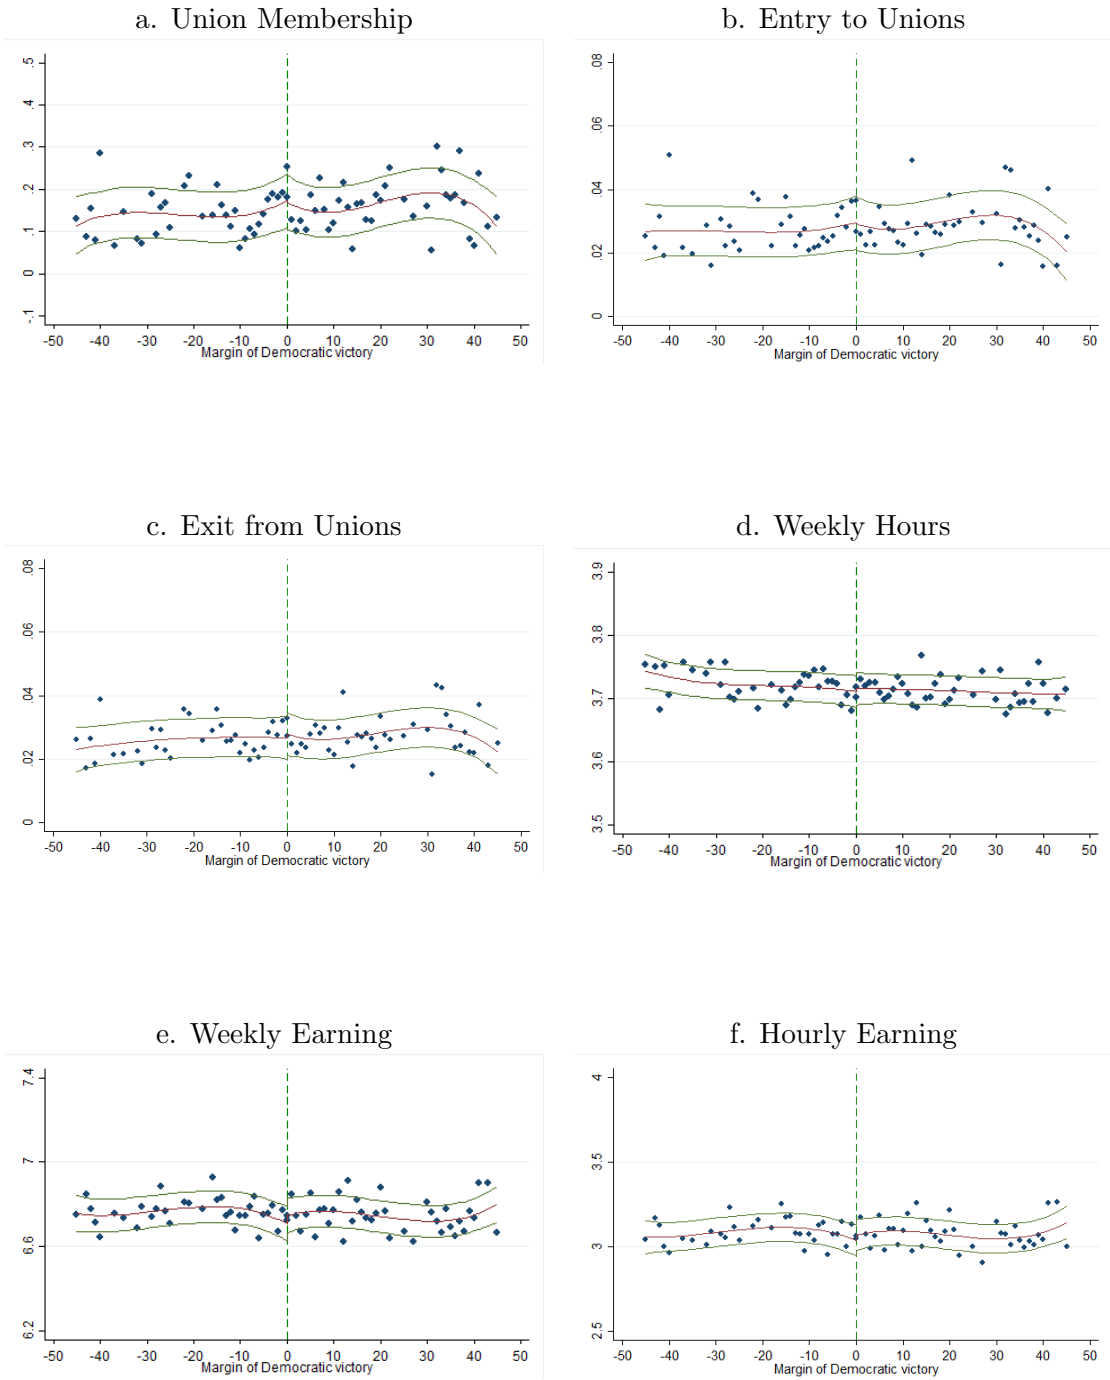 a. Union Membership
.5
.4
.3
.2
.1
0
-.1
-50 -40 -30 -20 -10 0 10 20 30 40 50
Margin of Democratic victory
b. Entry to Unions
.08
.06
.04
.02
0
-50 -40 -30 -20 -10 0 10 20 30 40 50
Margin of Democratic victory
c. Exit from Unions
.08
.06
.04
.02
0
-50 -40 -30 -20 -10 0 10 20 30 40 50
Margin of Democratic victory
d. Weekly Hours
3.9
3.8
3.7
3.6
3.5
-50 -40 -30 -20 -10 0 10 20 30 40 50
Margin of Democratic victory
e. Weekly Earning
7.4
7
6.6
6.2
-50 -40 -30 -20 -10 0 10 20 30 40 50
Margin of Democratic victory
f. Hourly Earning
4
3.5
3
2.5
-50 -40 -30 -20 -10 0 10 20 30 40 50
Margin of Democratic victory